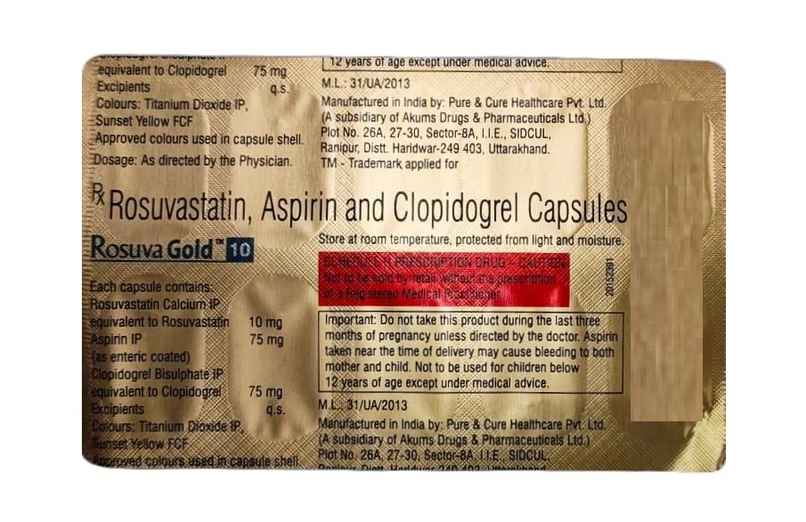 equivalent to Clopidogrel 75 mg
Excipients q.s.
Colours: Titanium Dioxide IP,
Sunset Yellow FCF
Approved colours used in capsule shell.
Dosage: As directed by the Physician.
12 years of age except under medical advice.
M.L.: 31/UA/2013
Manufactured in India by: Pure & Cure Healthcare Pvt. Ltd.
(A subsidiary of Akums Drugs & Pharmaceuticals Ltd.)
Plot No. 26A, 27-30, Sector-8A, I.I.E., SIDCUL,
Ranipur, Distt. Haridwar-249 403, Uttarakhand.
TM - Trademark applied for
Rx Rosuvastatin, Aspirin and Clopidogrel Capsules
Rosuva Gold™ 10
Each capsule contains:
Rosuvastatin Calcium IP
equivalent to Rosuvastatin 10 mg
Aspirin IP 75 mg
(as enteric coated)
Clopidogrel Bisulphate IP
equivalent to Clopidogrel 75 mg
Excipients q.s.
Colours: Titanium Dioxide IP,
Sunset Yellow FCF
Approved colours used in capsule shell.
Store at room temperature, protected from light and moisture.
SCHEDULE H PRESCRIPTION DRUG - CAUTION
Not to be sold by retail without the prescription
of a Registered Medical Practitioner
Important: Do not take this product during the last three
months of pregnancy unless directed by the doctor. Aspirin
taken near the time of delivery may cause bleeding to both
mother and child. Not to be used for children below
12 years of age except under medical advice.
M.L.: 31/UA/2013
Manufactured in India by: Pure & Cure Healthcare Pvt. Ltd.
(A subsidiary of Akums Drugs & Pharmaceuticals Ltd.)
Plot No. 26A, 27-30, Sector-8A, I.I.E., SIDCUL,
Ranipur, Distt. Haridwar-249 403, Uttarakhand.